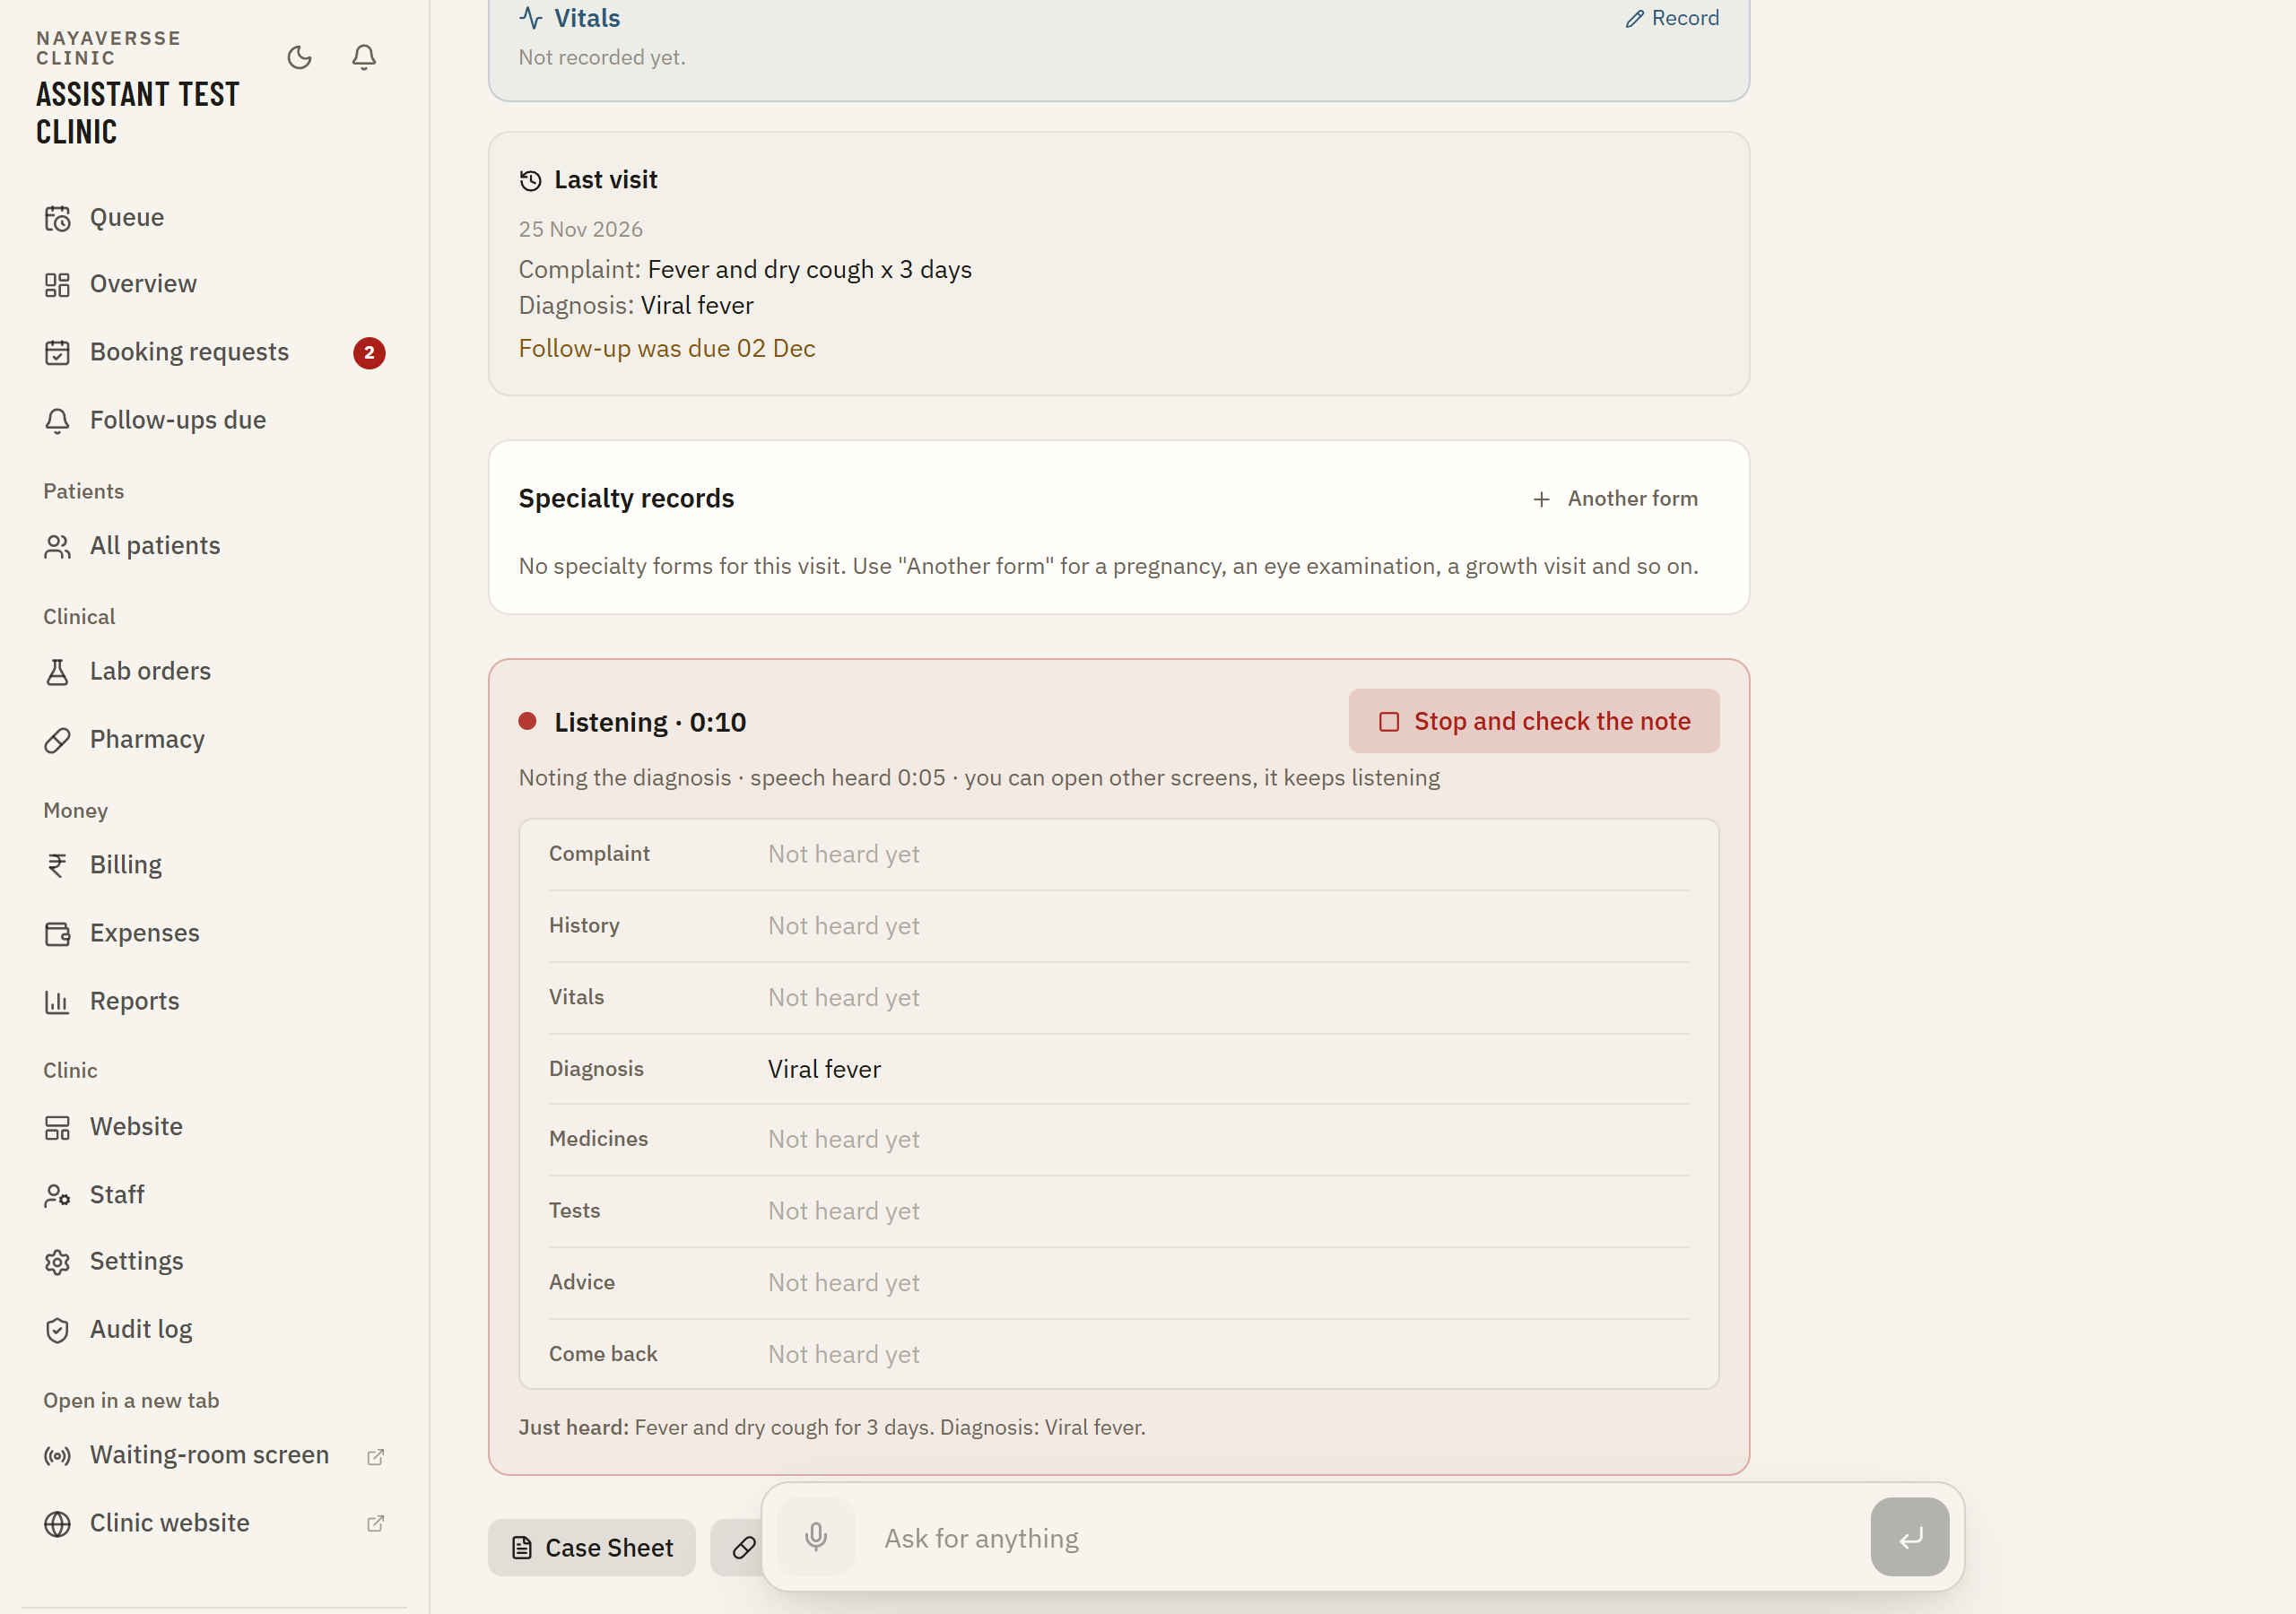 NAYAVERSSE
CLINIC
ASSISTANT TEST
CLINIC
Queue
Overview
Booking requests
2
Follow-ups due
Patients
All patients
Clinical
Lab orders
Pharmacy
Money
Billing
Expenses
Reports
Clinic
Website
Staff
Settings
Audit log
Open in a new tab
Waiting-room screen
Clinic website
Vitals
Record
Not recorded yet.
Last visit
25 Nov 2026
Complaint: Fever and dry cough x 3 days
Diagnosis: Viral fever
Follow-up was due 02 Dec
Specialty records
Another form
No specialty forms for this visit. Use "Another form" for a pregnancy, an eye examination, a growth visit and so on.
Listening · 0:10
Stop and check the note
Noting the diagnosis · speech heard 0:05 · you can open other screens, it keeps listening
Complaint Not heard yet
History Not heard yet
Vitals Not heard yet
Diagnosis Viral fever
Medicines Not heard yet
Tests Not heard yet
Advice Not heard yet
Come back Not heard yet
Just heard: Fever and dry cough for 3 days. Diagnosis: Viral fever.
Case Sheet
Ask for anything